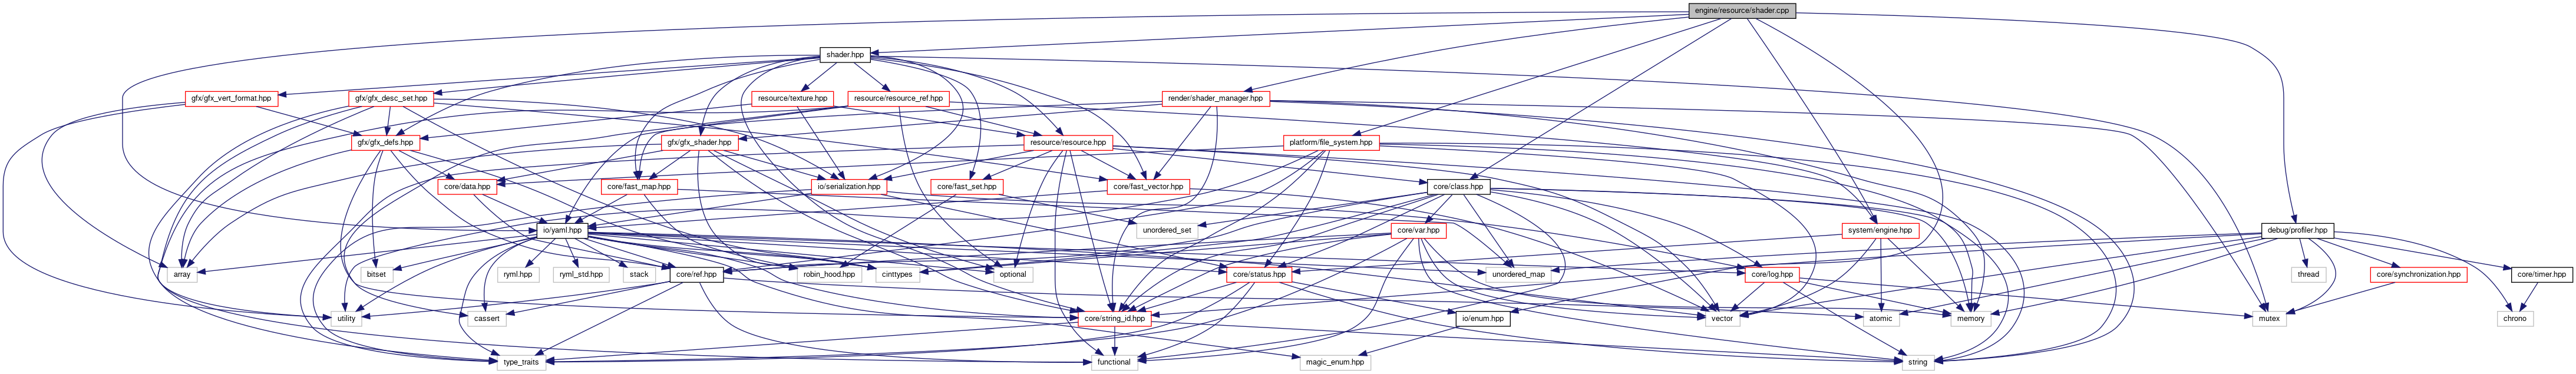 engine/resource/shader.cpp
shader.hpp
gfx/gfx_vert_format.hpp
gfx/gfx_desc_set.hpp
resource/texture.hpp
resource/resource_ref.hpp
render/shader_manager.hpp
gfx/gfx_defs.hpp
gfx/gfx_shader.hpp
resource/resource.hpp
platform/file_system.hpp
core/data.hpp
core/fast_map.hpp
io/serialization.hpp
core/fast_set.hpp
core/fast_vector.hpp
core/class.hpp
io/yaml.hpp
unordered_set
core/var.hpp
system/engine.hpp
debug/profiler.hpp
array
bitset
ryml.hpp
ryml_std.hpp
stack
core/ref.hpp
robin_hood.hpp
cinttypes
optional
core/status.hpp
unordered_map
core/log.hpp
thread
core/synchronization.hpp
core/timer.hpp
utility
cassert
core/string_id.hpp
io/enum.hpp
vector
atomic
memory
mutex
chrono
type_traits
functional
magic_enum.hpp
string